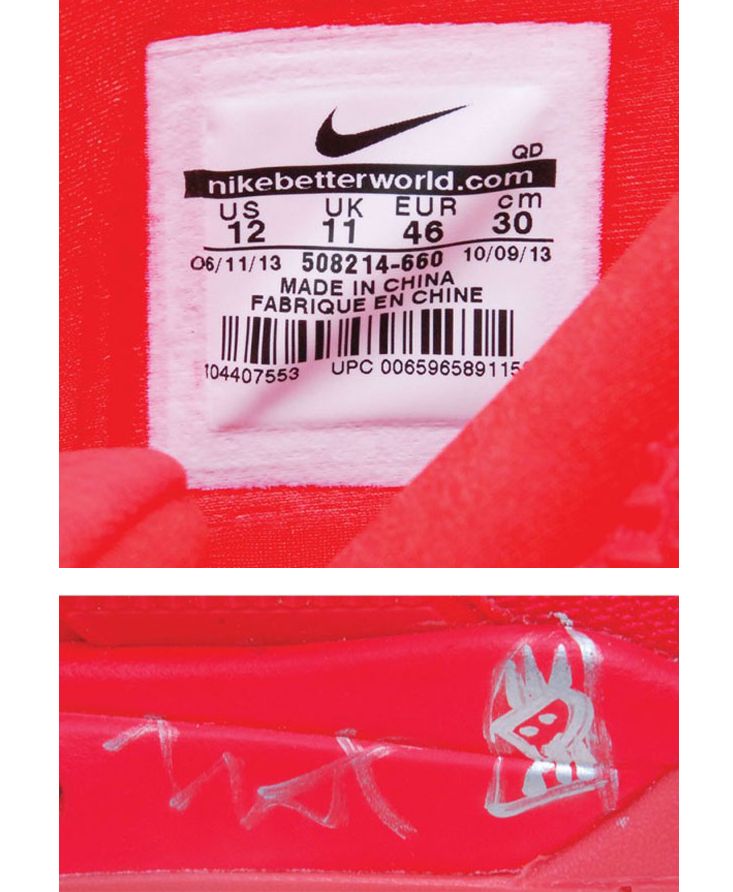 QD
nikebetterworld.com
US UK EUR cm
12 11 46 30
06/11/13 508214-660 10/09/13
MADE IN CHINA
FABRIQUE EN CHINE
104407553 UPC 00659658911